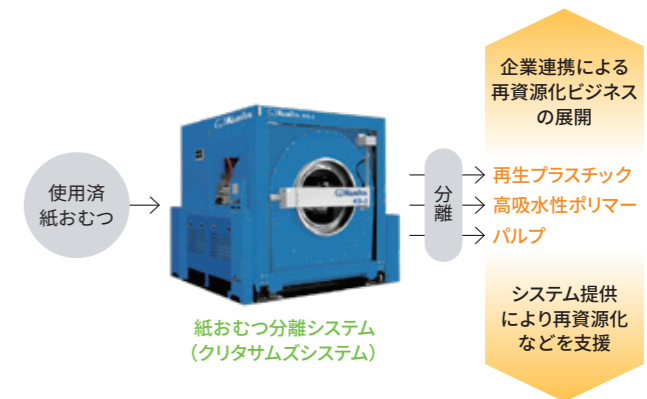 企業連携による
再資源化ビジネス
の展開
使用済
紙おむつ
分離
再生プラスチック
高吸水性ポリマー
パルプ
紙おむつ分離システム
（クリタサムズシステム）
システム提供
により再資源化
などを支援